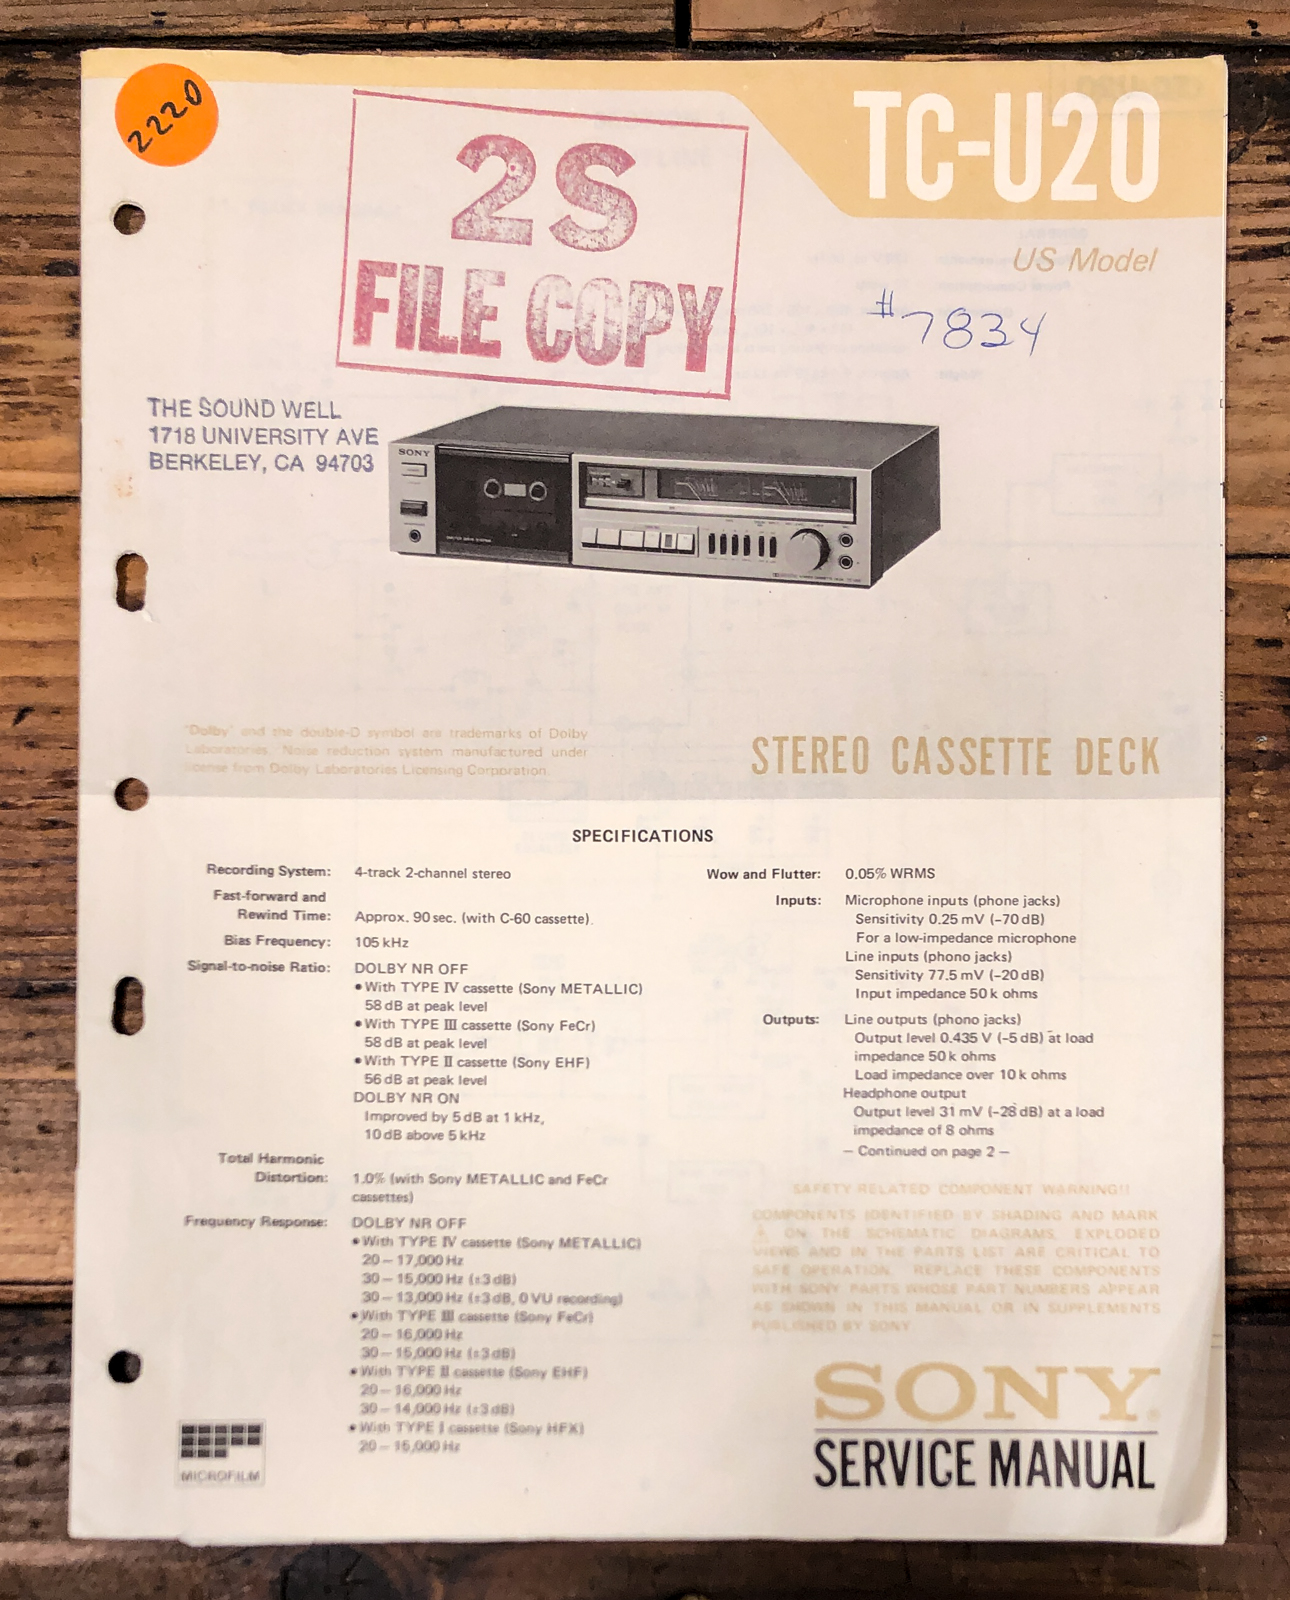 2220
2S
FILE COPY
TC-U20
US Model
#7834
THE SOUND WELL
1718 UNIVERSITY AVE
BERKELEY, CA 94703
SONY
"Dolby" and the double-D symbol are trademarks of Dolby
Laboratories. Noise reduction system manufactured under
license from Dolby Laboratories Licensing Corporation.
STEREO CASSETTE DECK
SPECIFICATIONS
Recording System: 4-track 2-channel stereo
Fast-forward and
Rewind Time: Approx. 90 sec. (with C-60 cassette)
Bias Frequency: 105 kHz
Signal-to-noise Ratio: DOLBY NR OFF
• With TYPE IV cassette (Sony METALLIC)
58 dB at peak level
• With TYPE III cassette (Sony FeCr)
58 dB at peak level
• With TYPE II cassette (Sony EHF)
56 dB at peak level
DOLBY NR ON
Improved by 5 dB at 1 kHz,
10 dB above 5 kHz
Total Harmonic
Distortion: 1.0% (with Sony METALLIC and FeCr
cassettes)
Frequency Response: DOLBY NR OFF
• With TYPE IV cassette (Sony METALLIC)
20 – 17,000 Hz
30 – 15,000 Hz (±3 dB)
30 – 13,000 Hz (±3 dB, 0 VU recording)
• With TYPE III cassette (Sony FeCr)
20 – 16,000 Hz
30 – 15,000 Hz (±3 dB)
• With TYPE II cassette (Sony EHF)
20 – 16,000 Hz
30 – 14,000 Hz (±3 dB)
• With TYPE I cassette (Sony HFX)
20 – 15,000 Hz
Wow and Flutter: 0.05% WRMS
Inputs: Microphone inputs (phone jacks)
Sensitivity 0.25 mV (–70 dB)
For a low-impedance microphone
Line inputs (phono jacks)
Sensitivity 77.5 mV (–20 dB)
Input impedance 50 k ohms
Outputs: Line outputs (phono jacks)
Output level 0.435 V (–5 dB) at load
impedance 50 k ohms
Load impedance over 10 k ohms
Headphone output
Output level 31 mV (–28 dB) at a load
impedance of 8 ohms
– Continued on page 2 –
SAFETY-RELATED COMPONENT WARNING!!
COMPONENTS IDENTIFIED BY SHADING AND MARK
⚠ ON THE SCHEMATIC DIAGRAMS, EXPLODED
VIEWS AND IN THE PARTS LIST ARE CRITICAL TO
SAFE OPERATION. REPLACE THESE COMPONENTS
WITH SONY PARTS WHOSE PART NUMBERS APPEAR
AS SHOWN IN THIS MANUAL OR IN SUPPLEMENTS
PUBLISHED BY SONY.
MICROFILM
SONY®
SERVICE MANUAL